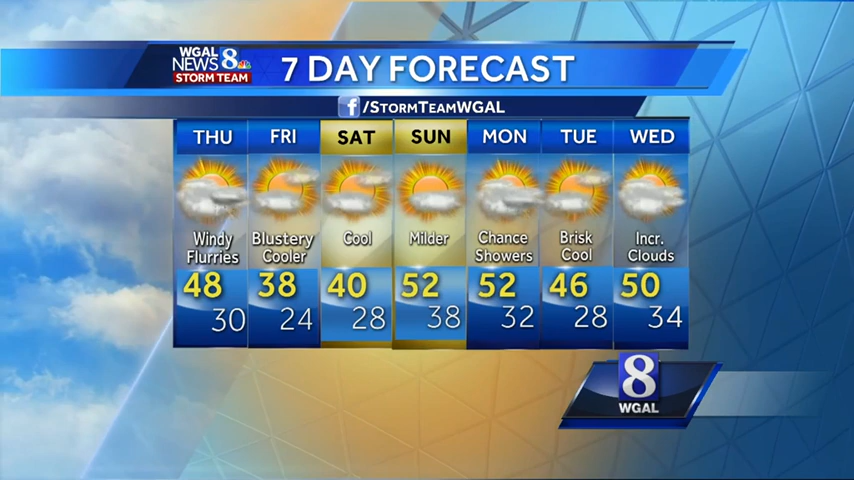 WGAL
NEWS 8
STORM TEAM
7 DAY FORECAST
f/STORMTEAMWGAL
THU FRI SAT SUN MON TUE WED
Windy Blustery Cool Milder Chance Brisk Incr.
Flurries Cooler Showers Cool Clouds
48 38 40 52 52 46 50
30 24 28 38 32 28 34
8
WGAL